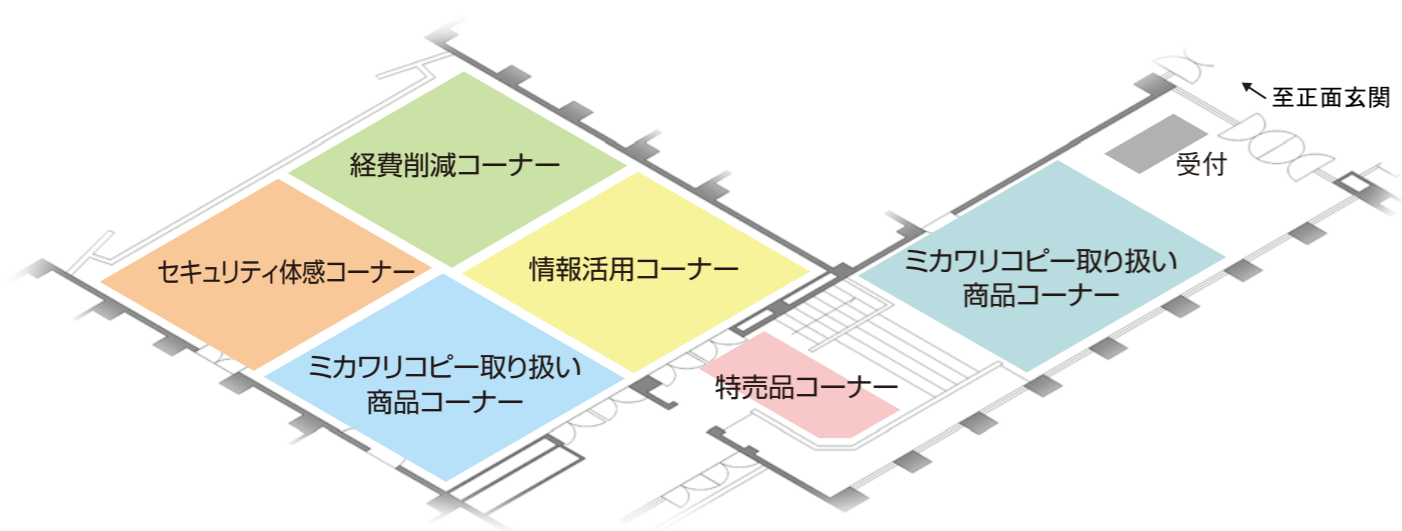 至正面玄関
受付
経費削減コーナー
セキュリティ体感コーナー
情報活用コーナー
ミカワリコピー取り扱い
商品コーナー
ミカワリコピー取り扱い
商品コーナー
特売品コーナー